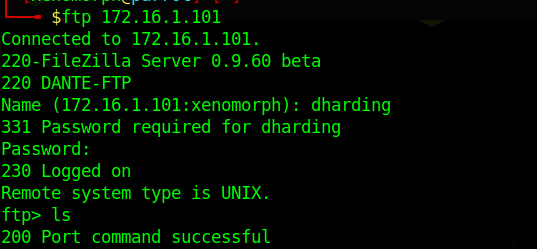 $ftp 172.16.1.101
Connected to 172.16.1.101.
220-FileZilla Server 0.9.60 beta
220 DANTE-FTP
Name (172.16.1.101:xenomorph): dharding
331 Password required for dharding
Password:
230 Logged on
Remote system type is UNIX.
ftp> ls
200 Port command successful